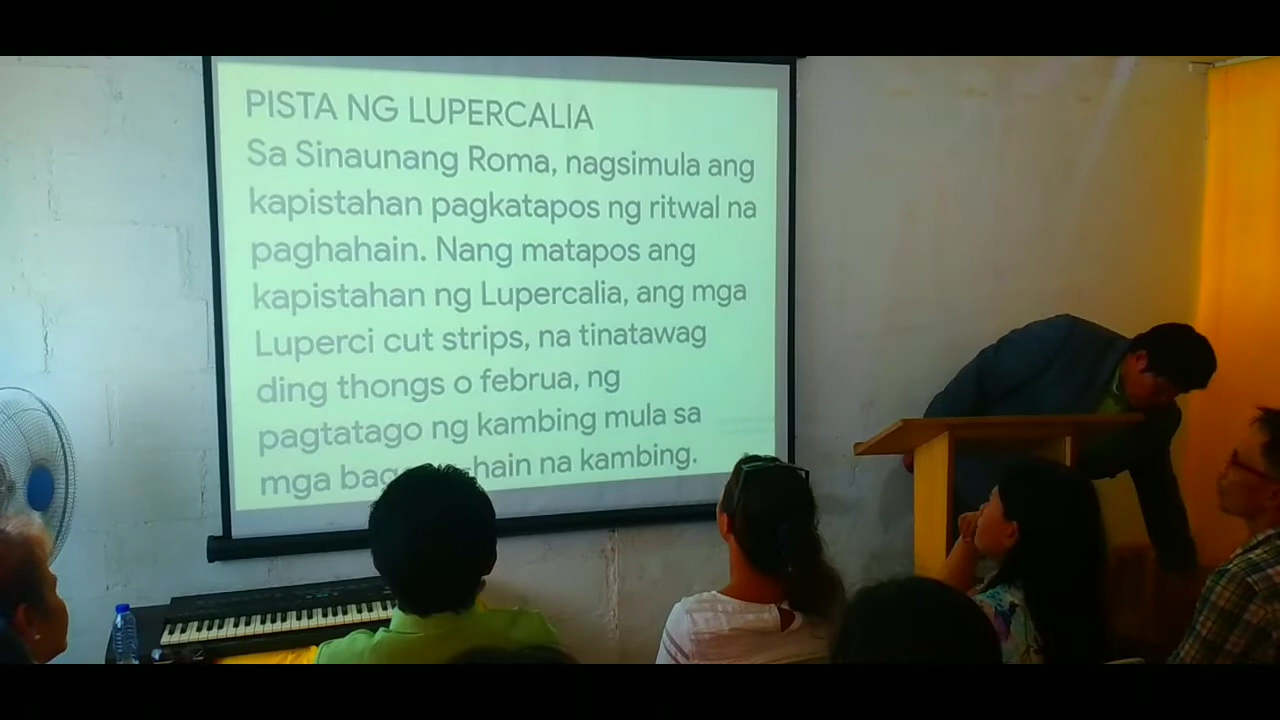 PISTA NG LUPERCALIA
Sa Sinaunang Roma, nagsimula ang
kapistahan pagkatapos ng ritwal na
paghahain. Nang matapos ang
kapistahan ng Lupercalia, ang mga
Luperci cut strips, na tinatawag
ding thongs o februa, ng
pagtatago ng kambing mula sa
mga na kambing.